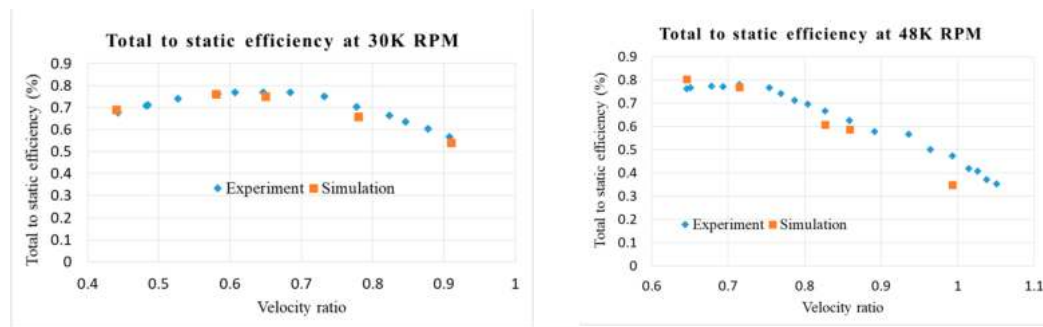 Total to static efficiency at 30K RPM
Total to static efficiency (%)
0.9
0.8
0.7
0.6
0.5
0.4
0.3
0.2
0.1
0
Experiment Simulation
0.4 0.5 0.6 0.7 0.8 0.9 1
Velocity ratio
Total to static efficiency at 48K RPM
Total to static efficiency (%)
0.9
0.8
0.7
0.6
0.5
0.4
0.3
0.2
0.1
0
Experiment Simulation
0.6 0.7 0.8 0.9 1 1.1
Velocity ratio